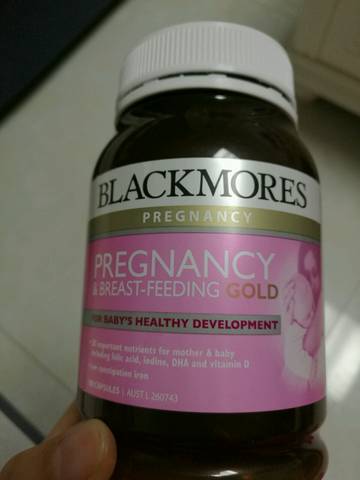 BLACKMORES
PREGNANCY
PREGNANCY
& BREAST-FEEDING GOLD
FOR BABY'S HEALTHY DEVELOPMENT
important nutrients for mother & baby
including folic acid, iodine, DHA and vitamin D
constipation iron
CAPSULES | AUST L 260743